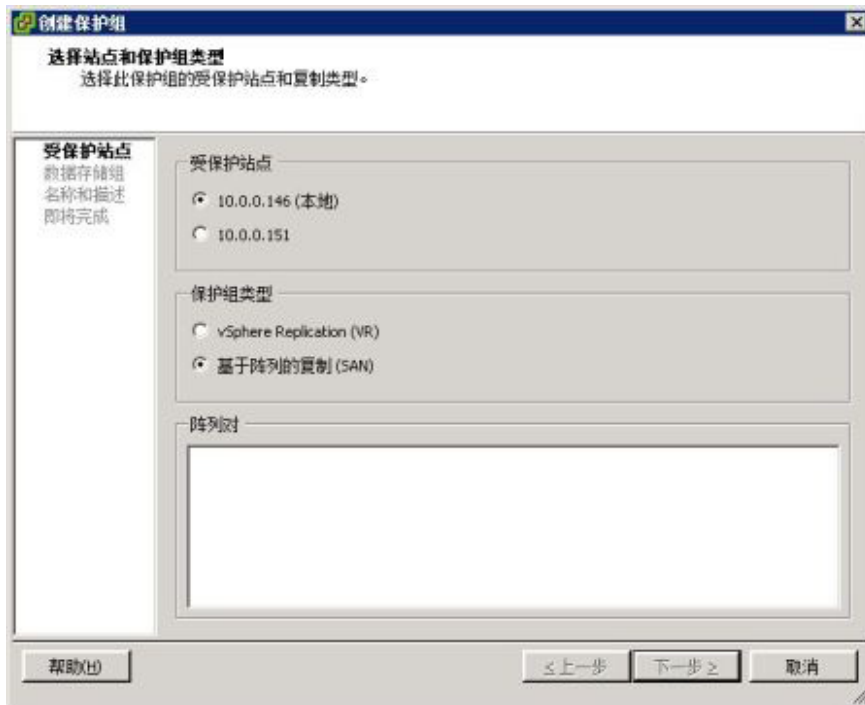 创建保护组
选择站点和保护组类型
选择此保护组的受保护站点和复制类型。
受保护站点
数据存储组
名称和描述
即将完成
受保护站点
10.0.0.146 (本地)
10.0.0.151
保护组类型
vSphere Replication (VR)
基于阵列的复制 (SAN)
阵列对
帮助(H)
≤上一步
下一步≥
取消